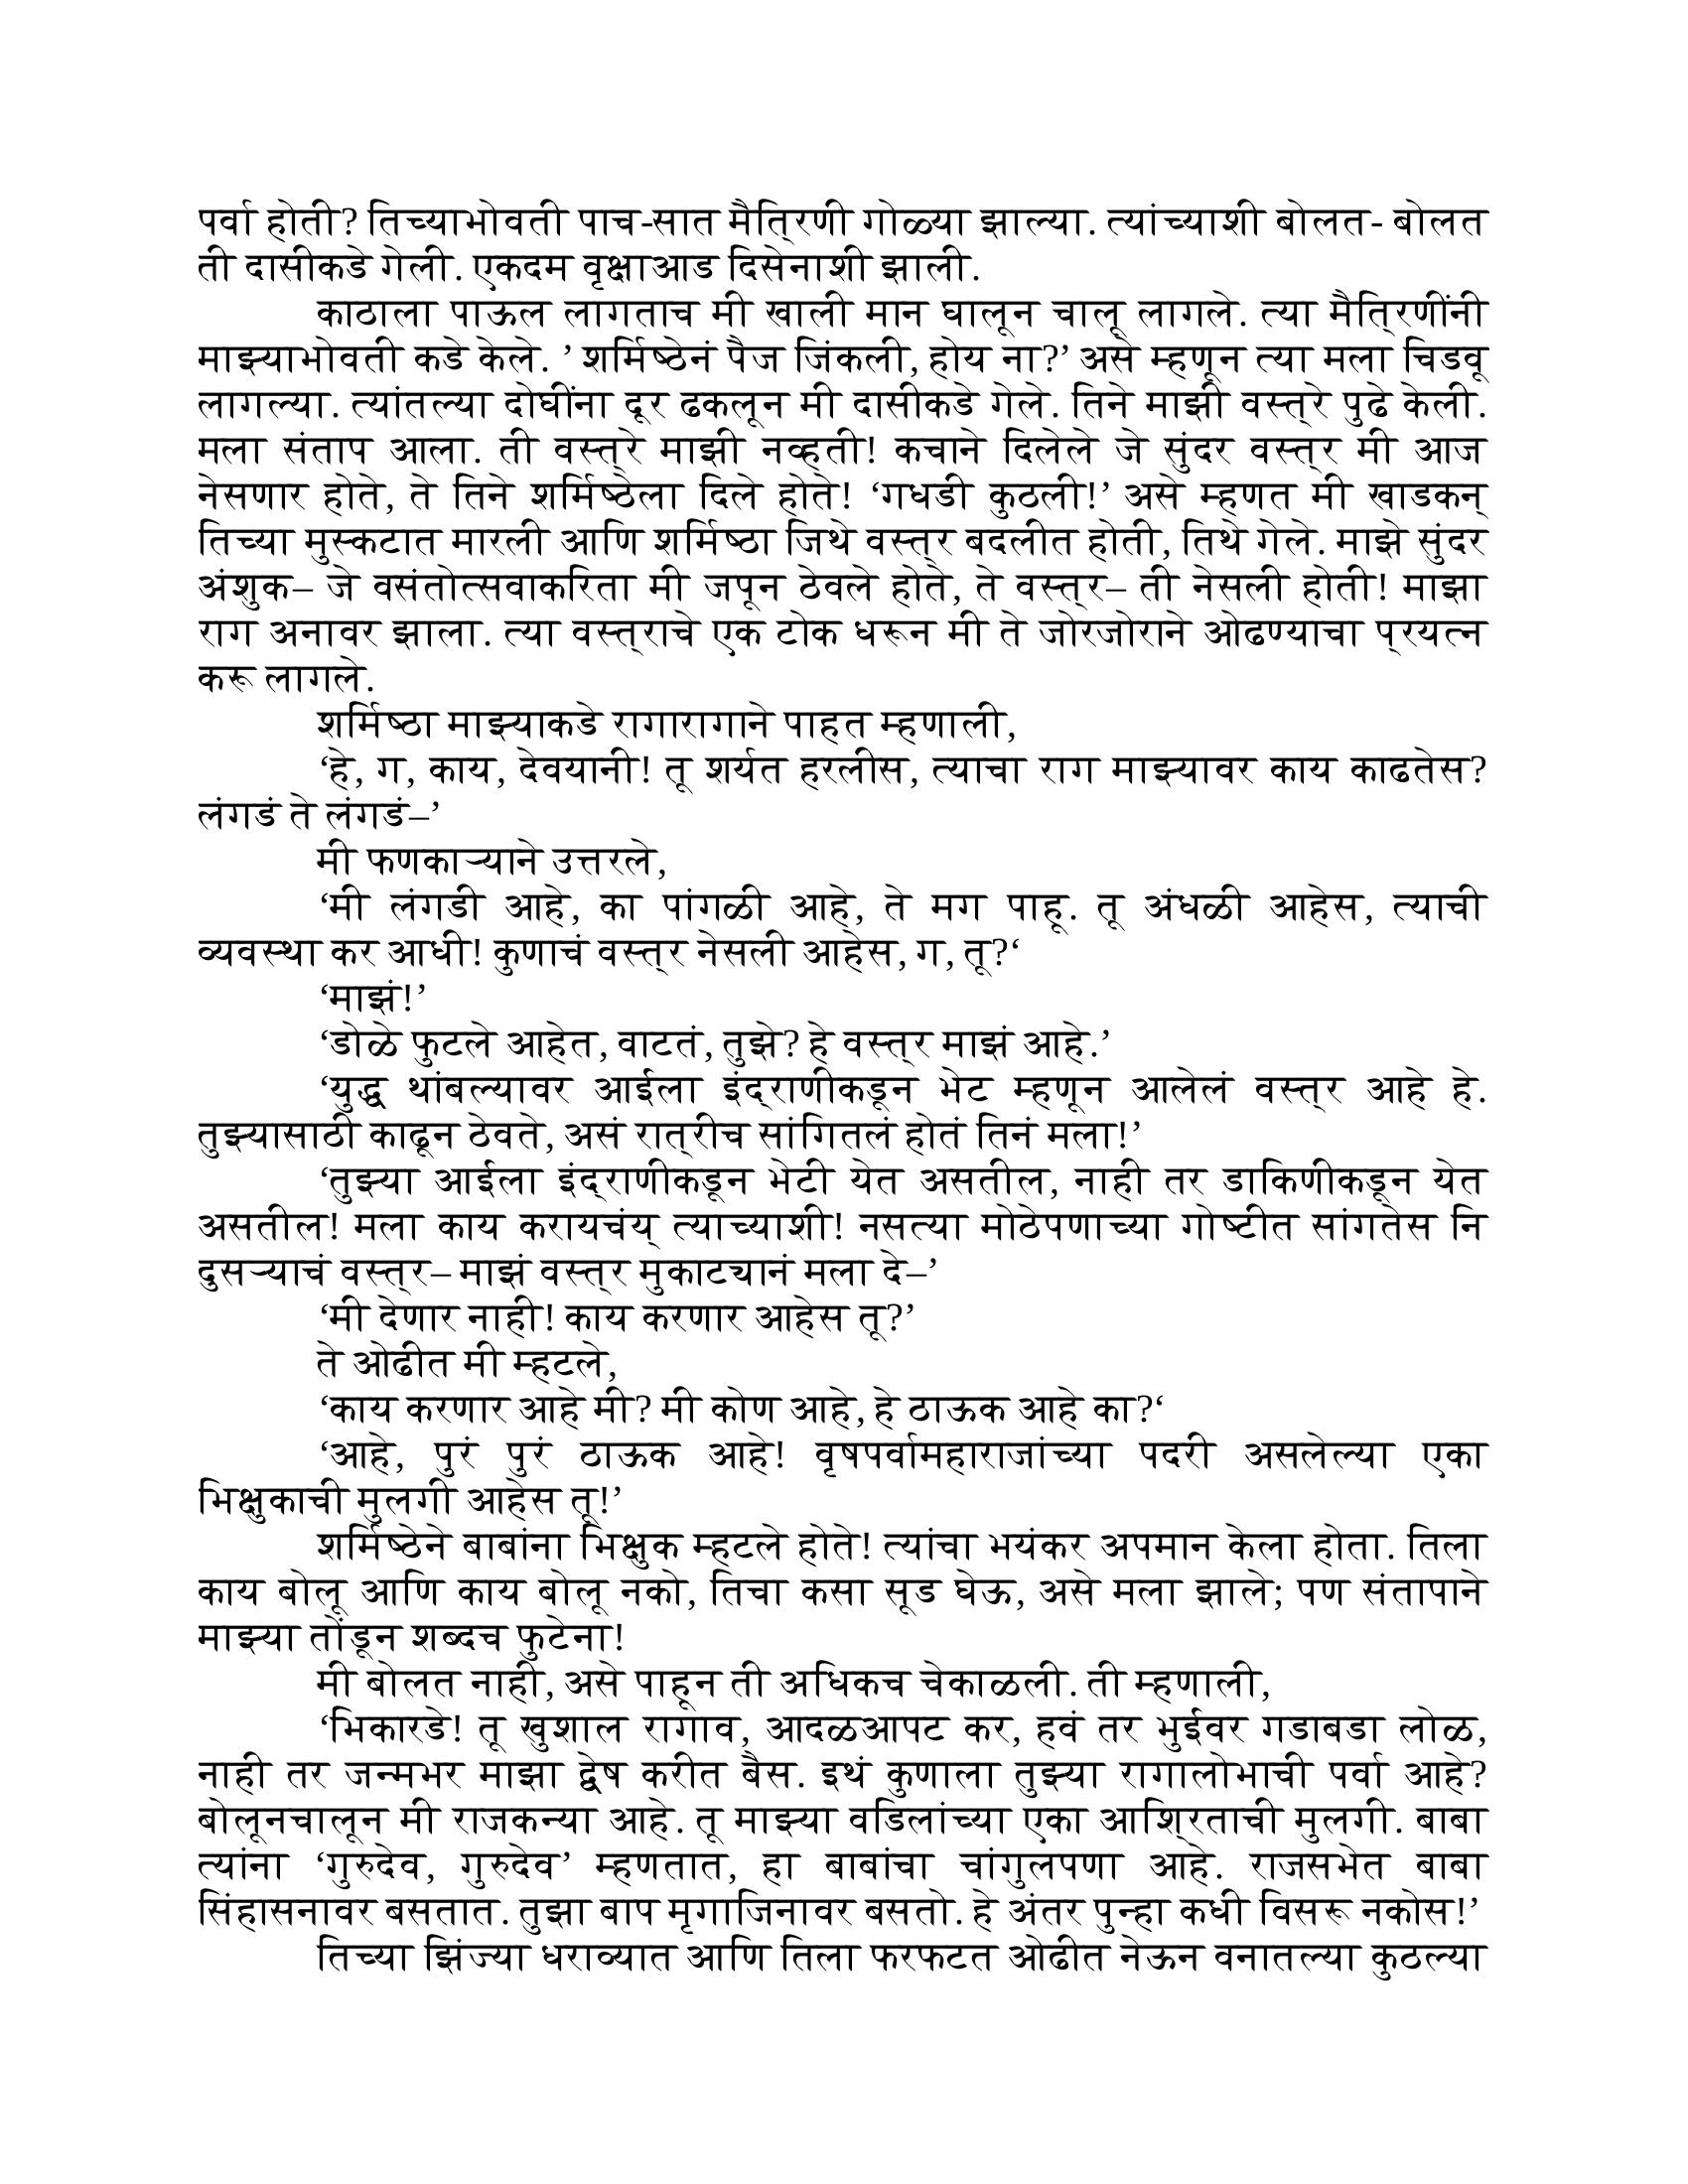 पर्वा होती? तिच्याभोवती पाच-सात मैत्रिणी गोळ्या झाल्या. त्यांच्याशी बोलत- बोलत
ती दासीकडे गेली. एकदम वृक्षाआड दिसेनाशी झाली.
काठाला पाऊल लागताच मी खाली मान घालून चालू लागले. त्या मैत्रिणींनी
माझ्याभोवती कडे केले. ’ शर्मिष्ठेनं पैज जिंकली, होय ना?’ असे म्हणून त्या मला चिडवू
लागल्या. त्यांतल्या दोघींना दूर ढकलून मी दासीकडे गेले. तिने माझी वस्त्रे पुढे केली.
मला संताप आला. ती वस्त्रे माझी नव्हती! कचाने दिलेले जे सुंदर वस्त्र मी आज
नेसणार होते, ते तिने शर्मिष्ठेला दिले होते! ‘गधडी कुठली!’ असे म्हणत मी खाडकन्
तिच्या मुस्कटात मारली आणि शर्मिष्ठा जिथे वस्त्र बदलीत होती, तिथे गेले. माझे सुंदर
अंशुक– जे वसंतोत्सवाकरिता मी जपून ठेवले होते, ते वस्त्र– ती नेसली होती! माझा
राग अनावर झाला. त्या वस्त्राचे एक टोक धरून मी ते जोरजोराने ओढण्याचा प्रयत्न
करू लागले.
शर्मिष्ठा माझ्याकडे रागारागाने पाहत म्हणाली,
‘हे, ग, काय, देवयानी! तू शर्यत हरलीस, त्याचा राग माझ्यावर काय काढतेस?
लंगडं ते लंगडं–’
मी फणकाऱ्याने उत्तरले,
‘मी लंगडी आहे, का पांगळी आहे, ते मग पाहू. तू अंधळी आहेस, त्याची
व्यवस्था कर आधी! कुणाचं वस्त्र नेसली आहेस, ग, तू?‘
‘माझं!’
‘डोळे फुटले आहेत, वाटतं, तुझे? हे वस्त्र माझं आहे.’
‘युद्ध थांबल्यावर आईला इंद्राणीकडून भेट म्हणून आलेलं वस्त्र आहे हे.
तुझ्यासाठी काढून ठेवते, असं रात्रीच सांगितलं होतं तिनं मला!’
‘तुझ्या आईला इंद्राणीकडून भेटी येत असतील, नाही तर डाकिणीकडून येत
असतील! मला काय करायचंय् त्याच्याशी! नसत्या मोठेपणाच्या गोष्टीत सांगतेस नि
दुसऱ्याचं वस्त्र– माझं वस्त्र मुकाट्यानं मला दे–’
‘मी देणार नाही! काय करणार आहेस तू?’
ते ओढीत मी म्हटले,
‘काय करणार आहे मी? मी कोण आहे, हे ठाऊक आहे का?‘
‘आहे, पुरं पुरं ठाऊक आहे! वृषपर्वामहाराजांच्या पदरी असलेल्या एका
भिक्षुकाची मुलगी आहेस तू!’
शर्मिष्ठेने बाबांना भिक्षुक म्हटले होते! त्यांचा भयंकर अपमान केला होता. तिला
काय बोलू आणि काय बोलू नको, तिचा कसा सूड घेऊ, असे मला झाले; पण संतापाने
माझ्या तोंडून शब्दच फुटेना!
मी बोलत नाही, असे पाहून ती अधिकच चेकाळली. ती म्हणाली,
‘भिकारडे! तू खुशाल रागाव, आदळआपट कर, हवं तर भुईवर गडाबडा लोळ,
नाही तर जन्मभर माझा द्वेष करीत बैस. इथं कुणाला तुझ्या रागालोभाची पर्वा आहे?
बोलूनचालून मी राजकन्या आहे. तू माझ्या वडिलांच्या एका आश्रिताची मुलगी. बाबा
त्यांना ‘गुरुदेव, गुरुदेव’ म्हणतात, हा बाबांचा चांगुलपणा आहे. राजसभेत बाबा
सिंहासनावर बसतात. तुझा बाप मृगाजिनावर बसतो. हे अंतर पुन्हा कधी विसरू नकोस!’
तिच्या झिंज्या धराव्यात आणि तिला फरफटत ओढीत नेऊन वनातल्या कुठल्या